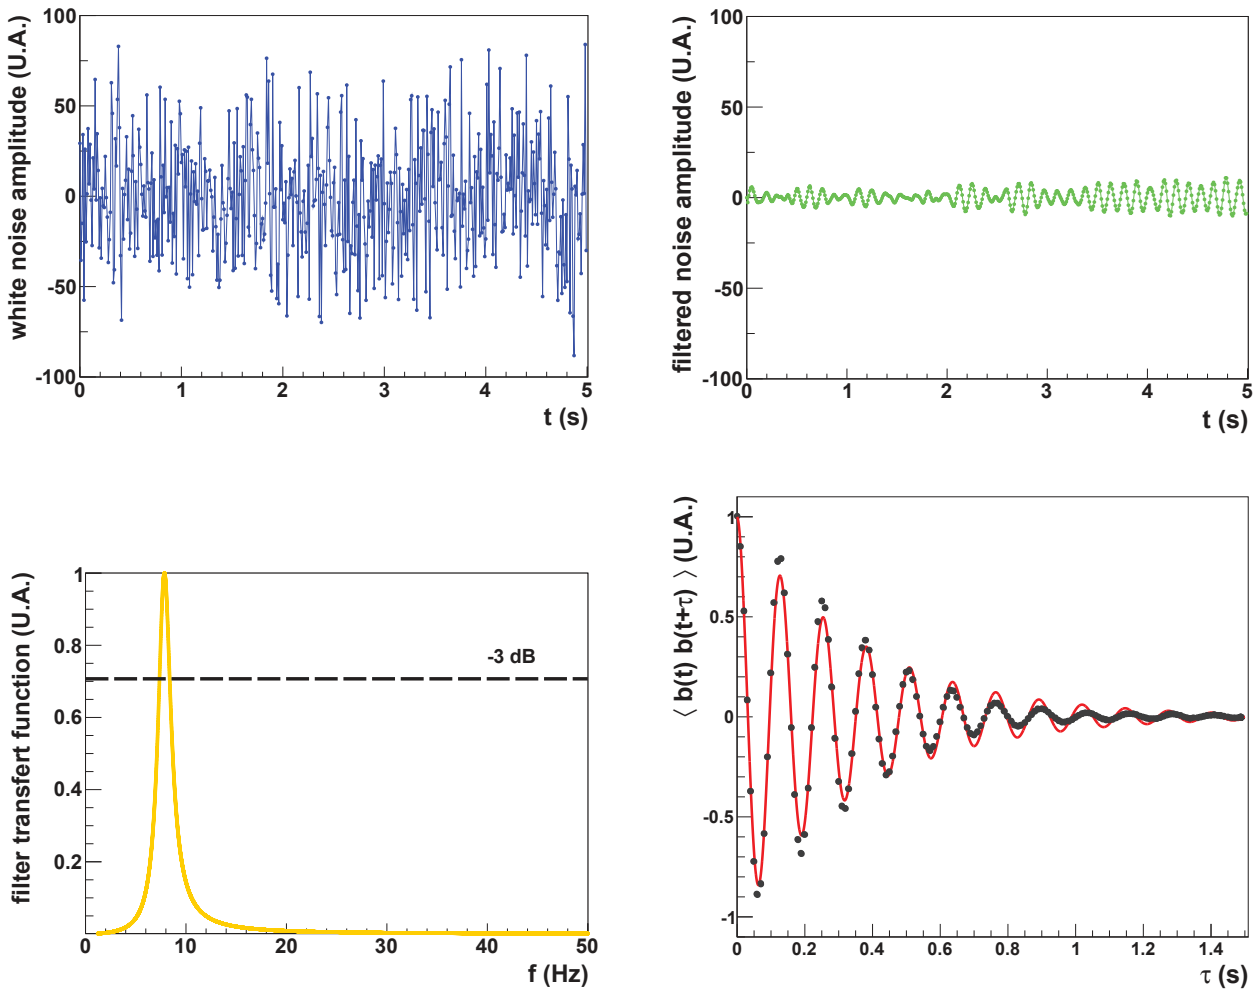 white noise amplitude (U.A.)
100
50
0
-50
-100
0 1 2 3 4 5
t (s)
filtered noise amplitude (U.A.)
100
50
0
-50
-100
0 1 2 3 4 5
t (s)
filter transfert function (U.A.)
1
0.8
0.6
0.4
0.2
-3 dB
0 10 20 30 40 50
f (Hz)
⟨ b(t) b(t+τ) ⟩ (U.A.)
1
0.5
0
-0.5
-1
0 0.2 0.4 0.6 0.8 1 1.2 1.4
τ (s)